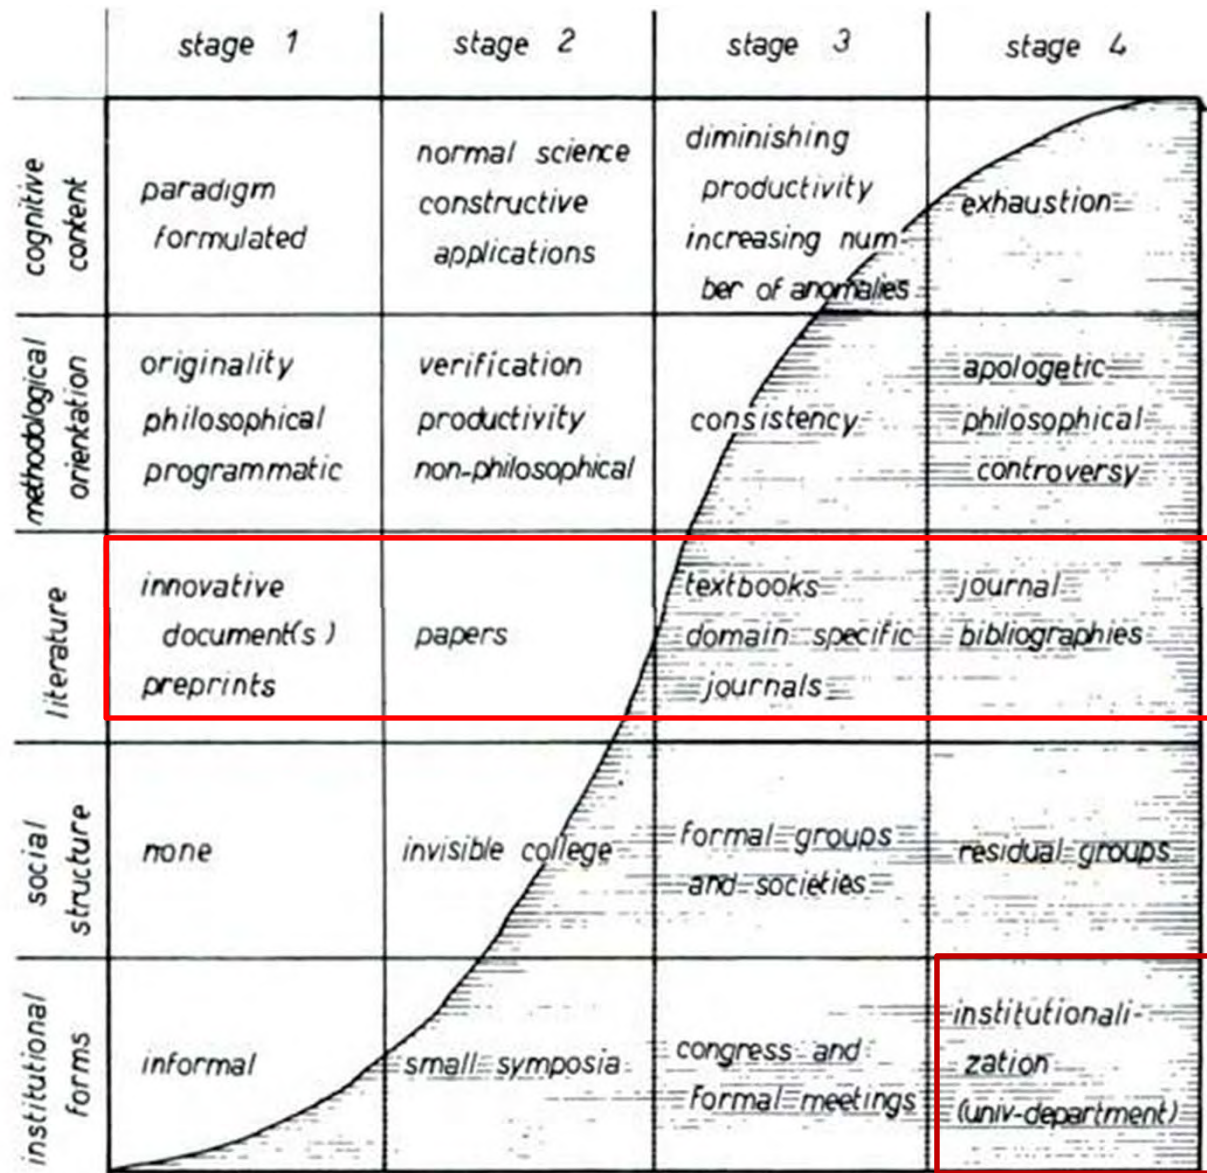 stage 1
stage 2
stage 3
stage 4
cognitive
content
paradigm
formulated
normal science
constructive
applications
diminishing
productivity
increasing num-
ber of anomalies
exhaustion
methodological
orientation
originality
philosophical
programmatic
verification
productivity
non-philosophical
consistency
apologetic
philosophical
controversy
literature
innovative
document(s)
preprints
papers
textbooks
domain specific
journals
journal
bibliographies
social
structure
none
invisible college
formal groups
and societies
residual groups
institutional
forms
informal
small symposia
congress and
formal meetings
institutionali-
zation
(univ-department)